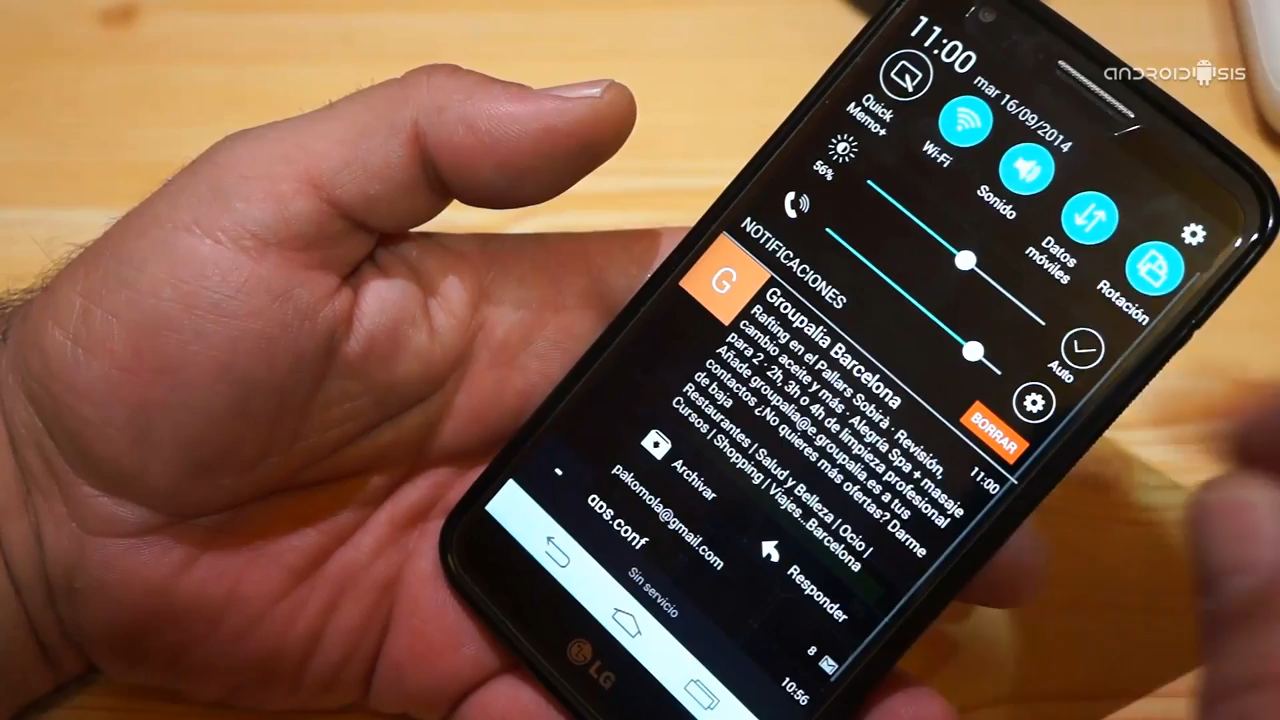 ANDROIDSIS
11:00
mar 16/09/2014
Quick
Memo+
Wi-Fi
Sonido
Datos
móviles
Rotación
56%
Auto
NOTIFICACIONES
BORRAR
G
Groupalia Barcelona
11:00
Rafting en el Pallars Sobirà . Revisión,
cambio aceite y más . Alegria Spa + masaje
para 2 . 2h, 3h o 4h de limpieza profesional
Añade groupalia@e.groupalia.es a tus
contactos ¿No quieres más ofertas? Darme
de baja
Restaurantes | Salud y Belleza | Ocio |
Cursos | Shopping | Viajes...Barcelona
Archivar
Responder
pakomola@gmail.com
8
aps.conf
10:56
Sin servicio
LG